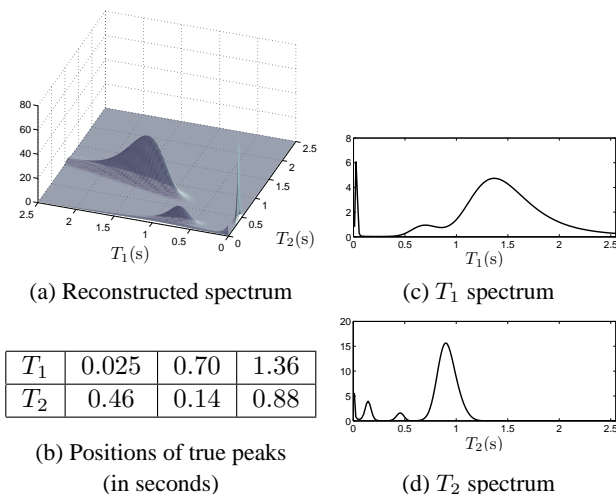 80
60
40
20
0
2.5
2
1.5
1
0.5
0
T₁(s)
0
0.5
1
1.5
2
2.5
T₂(s)
(a) Reconstructed spectrum
8
6
4
2
0
0 0.5 1 1.5 2 2.5
T₁(s)
(c) T₁ spectrum
T₁ 0.025 0.70 1.36
T₂ 0.46 0.14 0.88
(b) Positions of true peaks
(in seconds)
20
15
10
5
0
0 0.5 1 1.5 2 2.5
T₂(s)
(d) T₂ spectrum